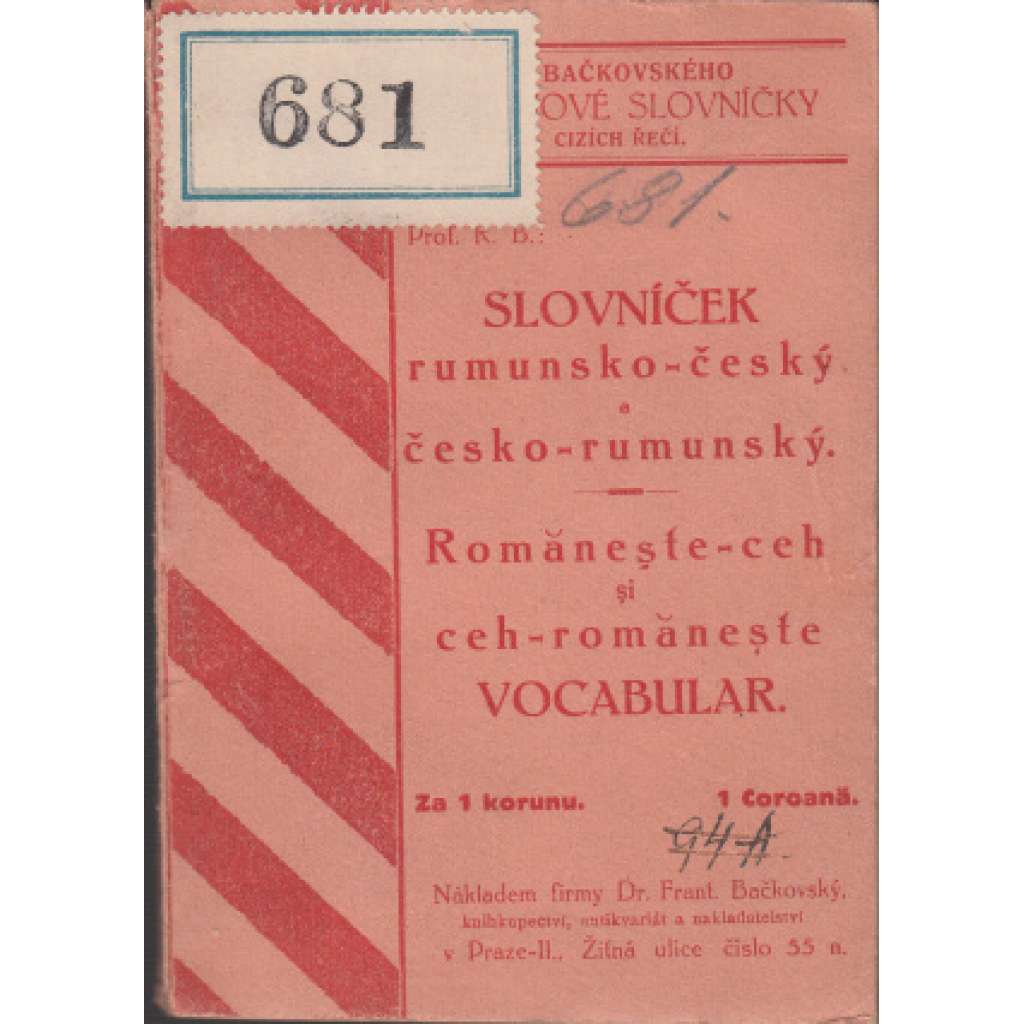 681
BAČKOVSKÉHO
OVÉ SLOVNÍČKY
CIZÍCH ŘEČÍ.
681.
Prof. K. B.:
SLOVNÍČEK
rumunsko-český
a
česko-rumunský.
Romăneşte-ceh
şi
ceh-romăneşte
VOCABULAR.
Za 1 korunu. 1 Coroană.
94-A
Nákladem firmy Dr. Frant. Bačkovský,
knihkupectví, antikvariát a nakladatelství
v Praze-II., Žitná ulice číslo 55 n.